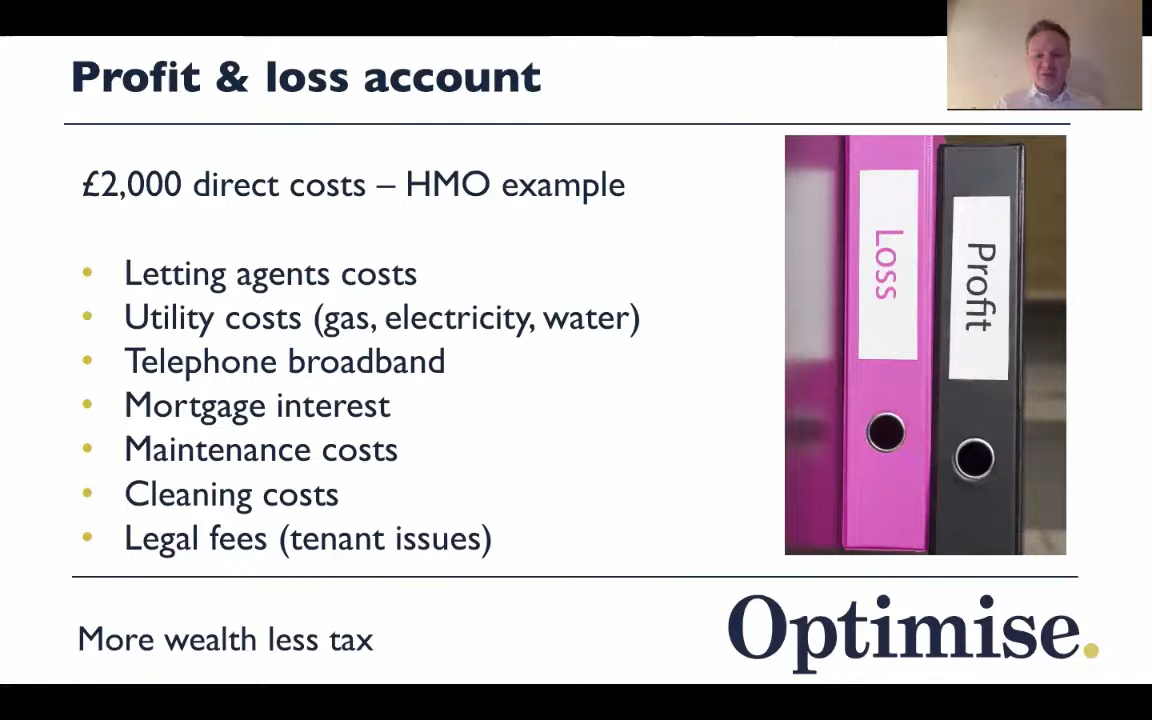 Profit & loss account
£2,000 direct costs – HMO example
• Letting agents costs
• Utility costs (gas, electricity, water)
• Telephone broadband
• Mortgage interest
• Maintenance costs
• Cleaning costs
• Legal fees (tenant issues)
Loss
Profit
More wealth less tax
Optimise.